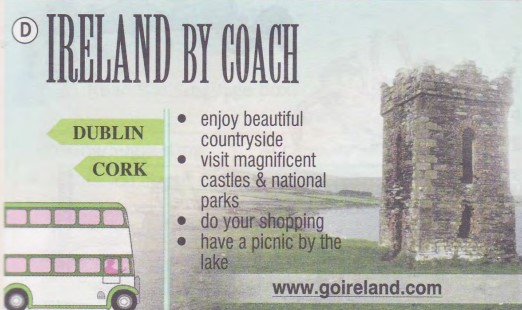 D
IRELAND BY COACH
DUBLIN
CORK
• enjoy beautiful
countryside
• visit magnificent
castles & national
parks
• do your shopping
• have a picnic by the
lake
www.goireland.com